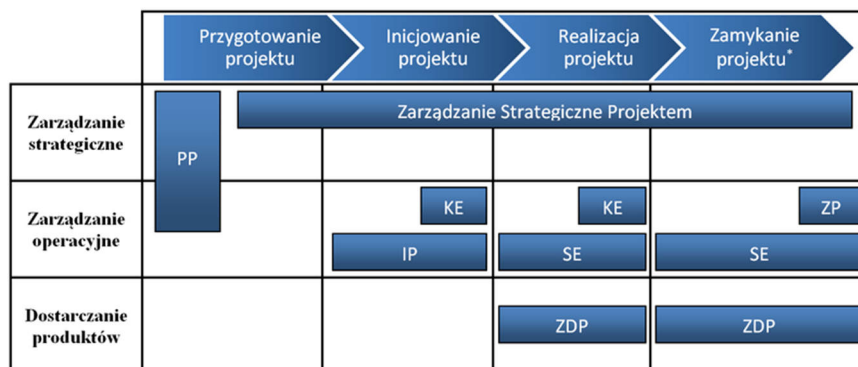 Przygotowanie
projektu
Inicjowanie
projektu
Realizacja
projektu
Zamykanie
projektu*
Zarządzanie
strategiczne
PP
Zarządzanie Strategiczne Projektem
Zarządzanie
operacyjne
KE
KE
ZP
IP
SE
SE
Dostarczanie
produktów
ZDP
ZDP